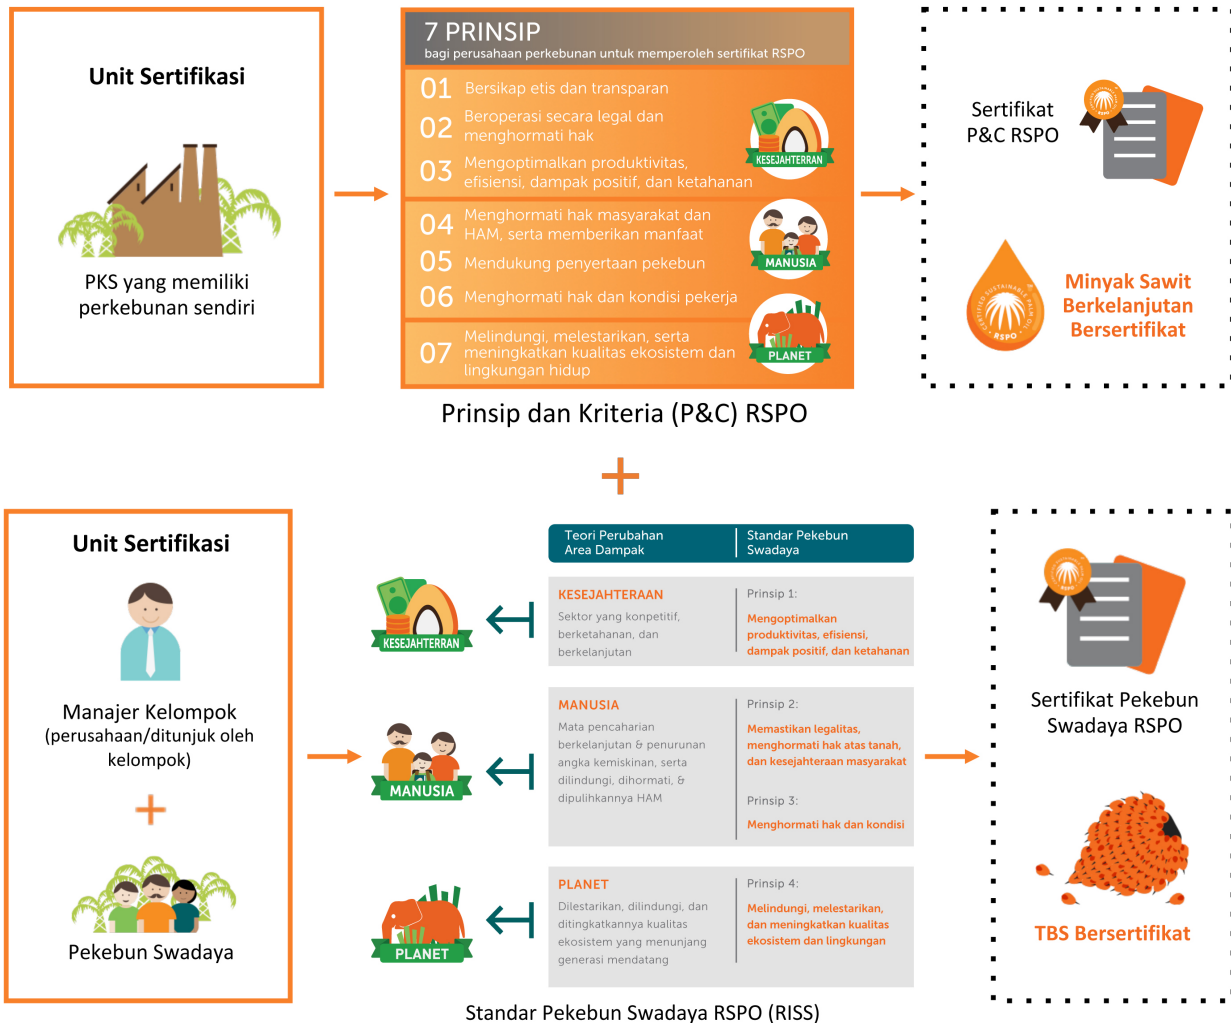 Unit Sertifikasi
PKS yang memiliki
perkebunan sendiri
7 PRINSIP
bagi perusahaan perkebunan untuk memperoleh sertifikat RSPO
01 Bersikap etis dan transparan
02 Beroperasi secara legal dan
menghormati hak
03 Mengoptimalkan produktivitas,
efisiensi, dampak positif, dan ketahanan
KESEJAHTERRAN
04 Menghormati hak masyarakat dan
HAM, serta memberikan manfaat
05 Mendukung penyertaan pekebun
06 Menghormati hak dan kondisi pekerja
MANUSIA
07 Melindungi, melestarikan, serta
meningkatkan kualitas ekosistem dan
lingkungan hidup
PLANET
Prinsip dan Kriteria (P&C) RSPO
Sertifikat
P&C RSPO
RSPO
CERTIFIED SUSTAINABLE PALM OIL
RSPO
Minyak Sawit
Berkelanjutan
Bersertifikat
+
Unit Sertifikasi
Manajer Kelompok
(perusahaan/ditunjuk oleh
kelompok)
+
Pekebun Swadaya
Teori Perubahan
Area Dampak
Standar Pekebun
Swadaya
KESEJAHTERRAN
KESEJAHTERAAN
Sektor yang konpetitif,
berketahanan, dan
berkelanjutan
Prinsip 1:
Mengoptimalkan
produktivitas, efisiensi,
dampak positif, dan ketahanan
MANUSIA
MANUSIA
Mata pencaharian
berkelanjutan & penurunan
angka kemiskinan, serta
dilindungi, dihormati, &
dipulihkannya HAM
Prinsip 2:
Memastikan legalitas,
menghormati hak atas tanah,
dan kesejahteraan masyarakat
Prinsip 3:
Menghormati hak dan kondisi
PLANET
PLANET
Dilestarikan, dilindungi, dan
ditingkatkannya kualitas
ekosistem yang menunjang
generasi mendatang
Prinsip 4:
Melindungi, melestarikan,
dan meningkatkan kualitas
ekosistem dan lingkungan
Standar Pekebun Swadaya RSPO (RISS)
RSPO
Sertifikat Pekebun
Swadaya RSPO
TBS Bersertifikat